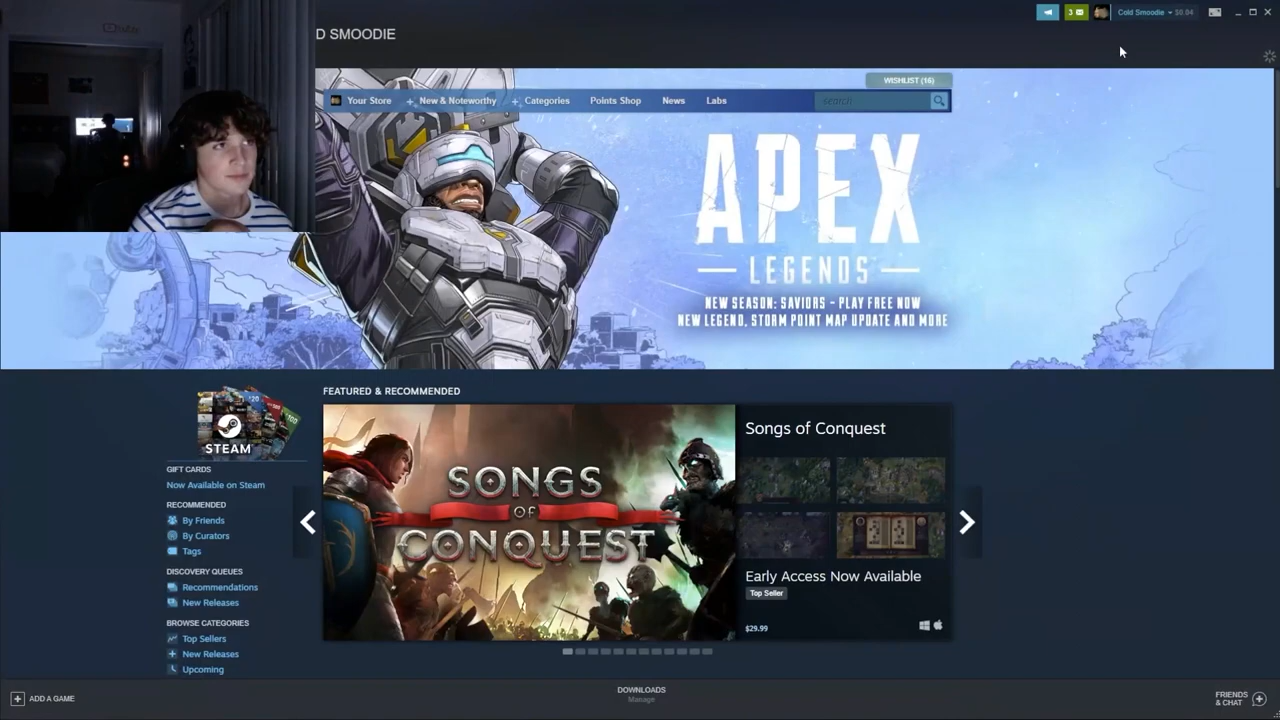 3
Cold Smoodie
$0.04
D SMOODIE
WISHLIST (16)
Your Store
New & Noteworthy
Categories
Points Shop
News
Labs
search
APEX
LEGENDS
NEW SEASON: SAVIORS - PLAY FREE NOW
NEW LEGEND, STORM POINT MAP UPDATE AND MORE
STEAM
GIFT CARDS
Now Available on Steam
RECOMMENDED
By Friends
By Curators
Tags
DISCOVERY QUEUES
Recommendations
New Releases
BROWSE CATEGORIES
Top Sellers
New Releases
Upcoming
FEATURED & RECOMMENDED
SONGS
OF
CONQUEST
Songs of Conquest
Early Access Now Available
Top Seller
$29.99
ADD A GAME
DOWNLOADS
Manage
FRIENDS
& CHAT